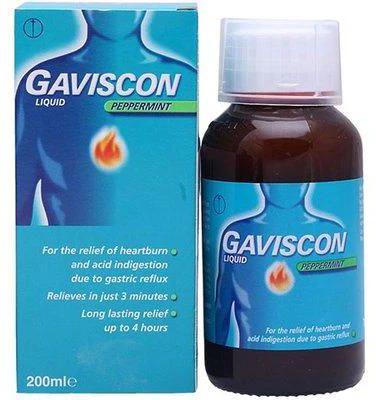 GAVISCON
LIQUID
PEPPERMINT
For the relief of heartburn
and acid indigestion
due to gastric reflux
Relieves in just 3 minutes
Long lasting relief
up to 4 hours
200ml℮
GAVISCON
LIQUID
PEPPERMINT
For the relief of heartburn and
acid indigestion due to gastric reflux